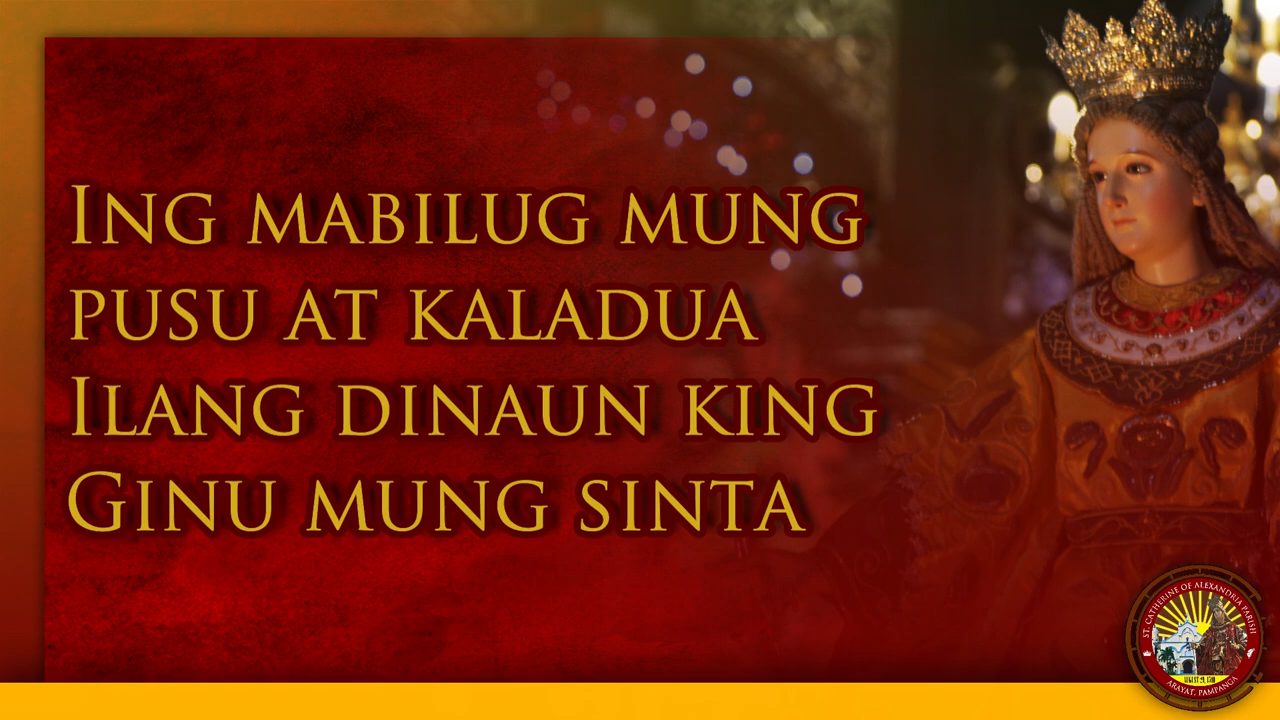 Ing mabilug mung
pusu at kaladua
Ilang dinaun king
Ginu mung sinta
ST. CATHERINE OF ALEXANDRIA PARISH
ARAYAT, PAMPANGA